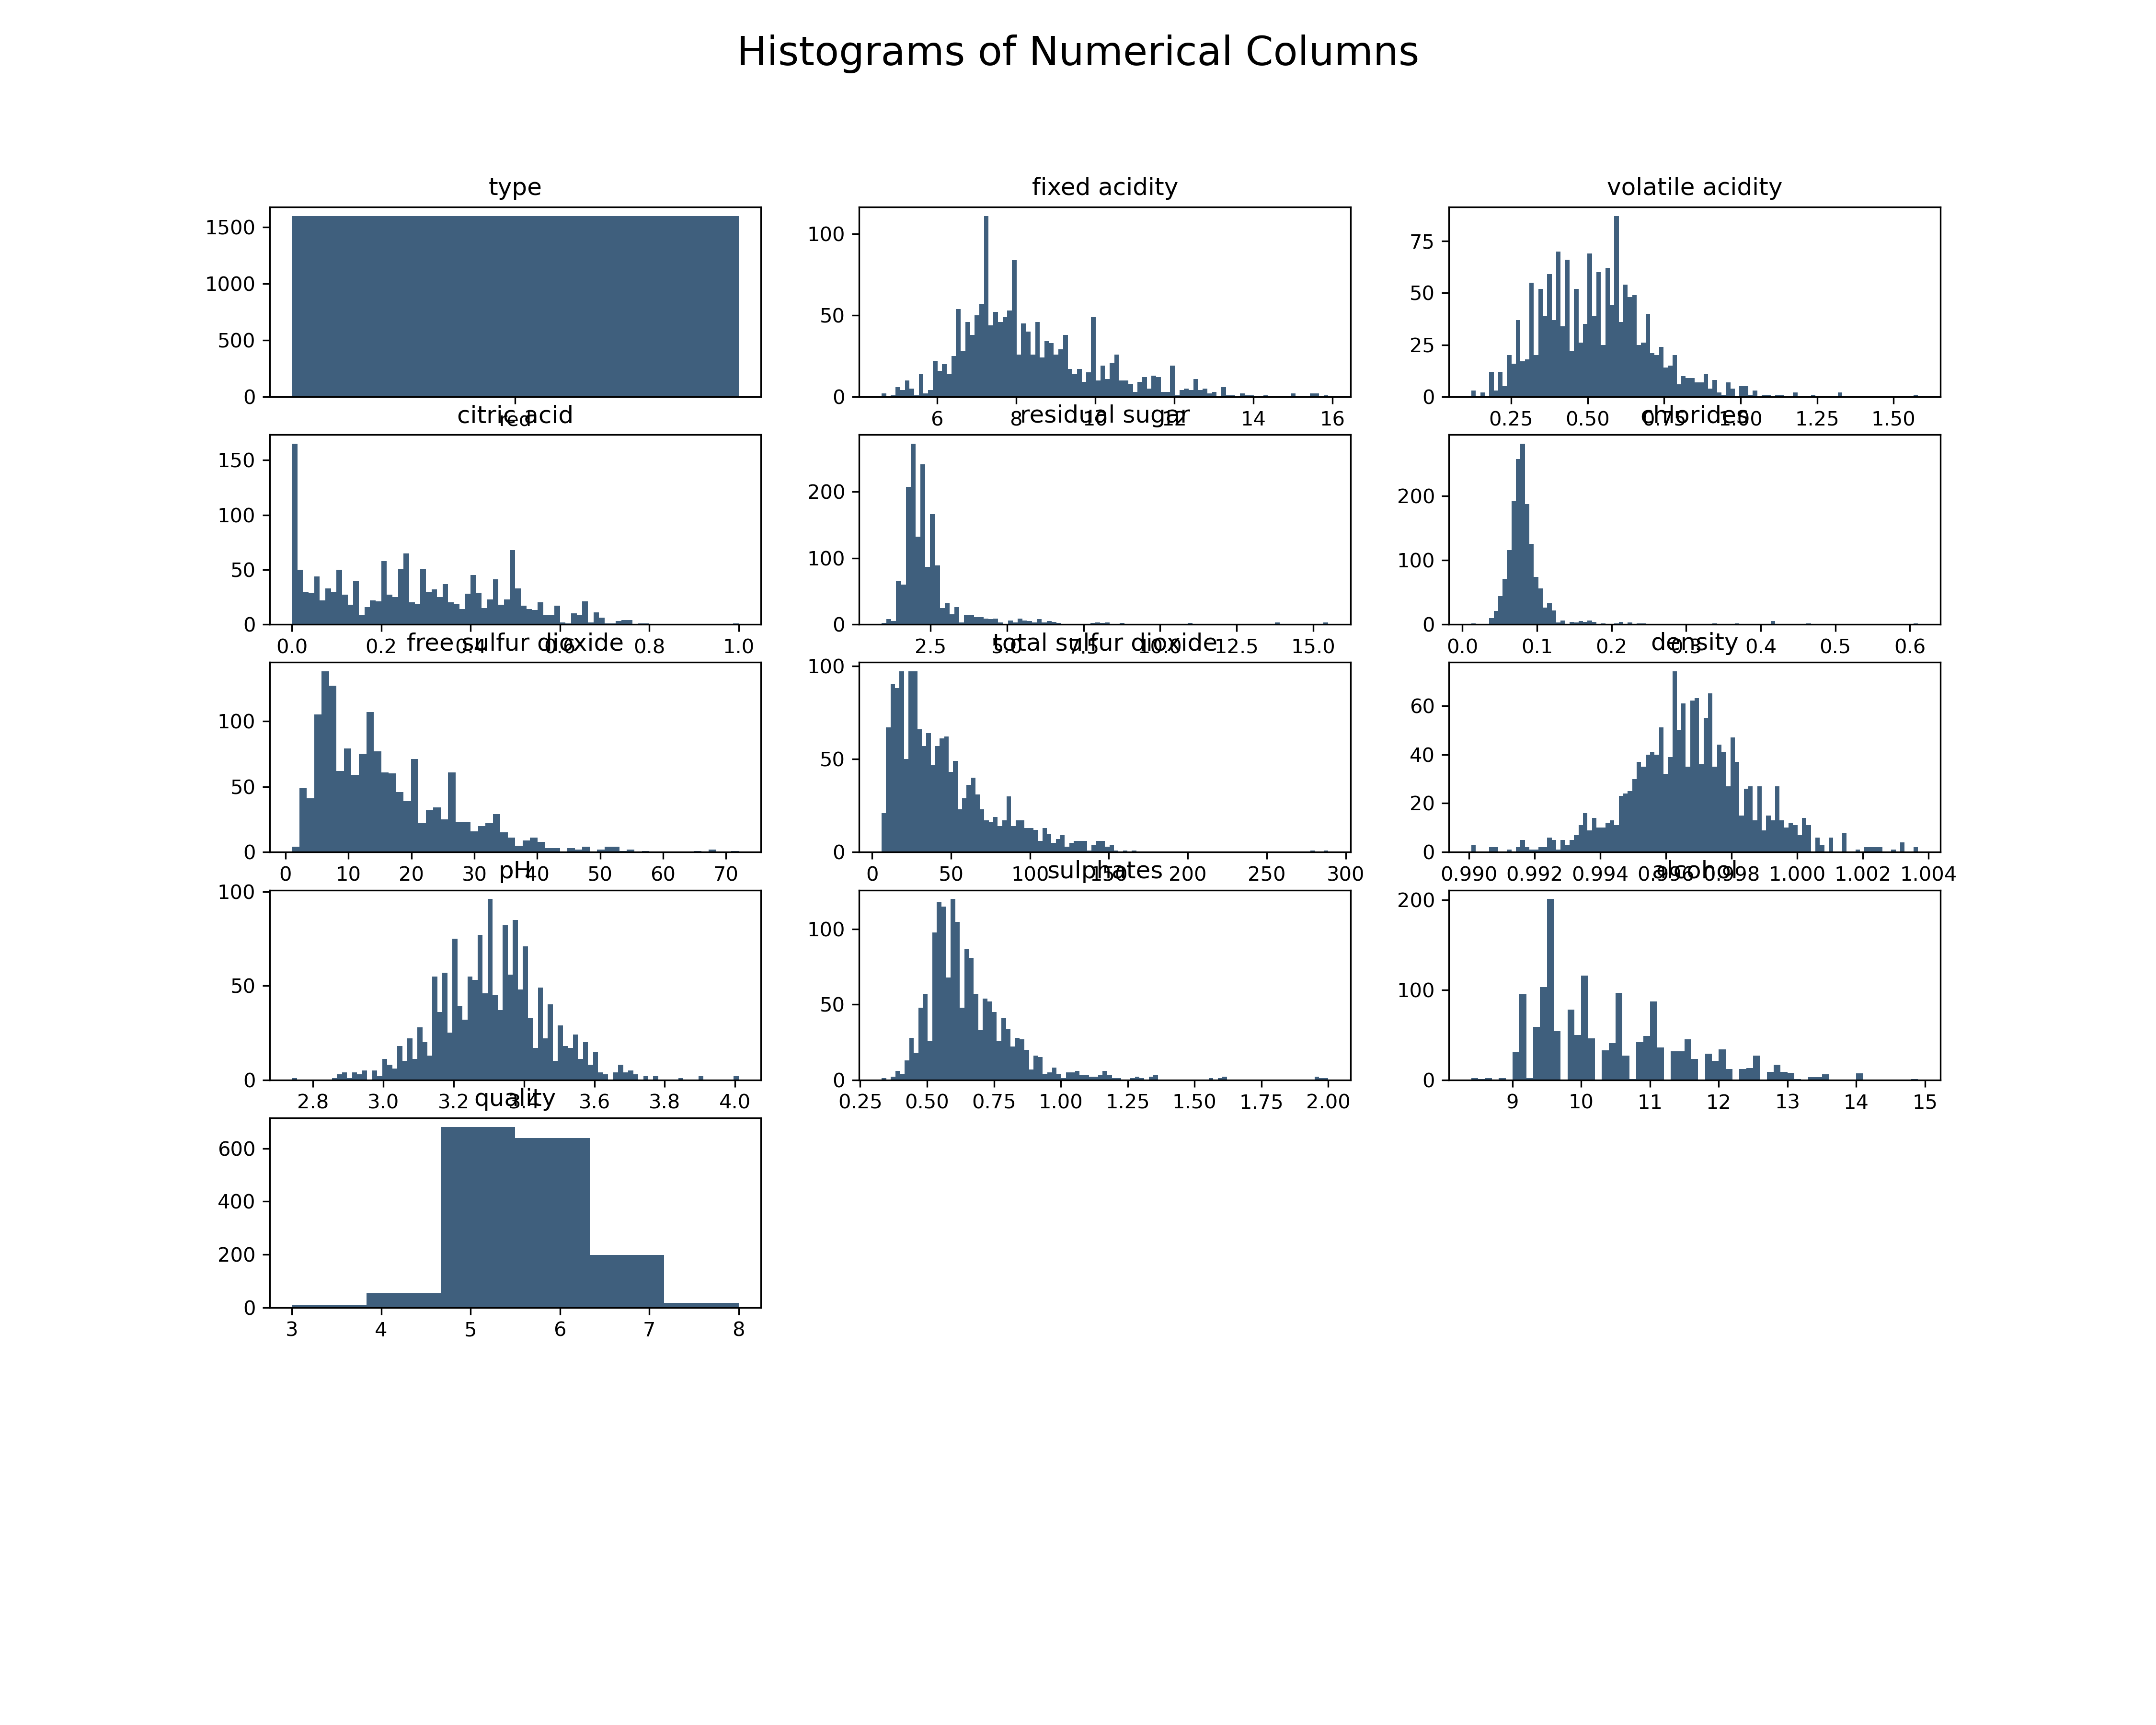 Histograms of Numerical Columns
type fixed acidity volatile acidity
1500
1000
500
0
red
100
50
0
6 8 10 12 14 16
75
50
25
0
0.25 0.50 0.75 1.00 1.25 1.50
citric acid residual sugar chlorides
150
100
50
0
0.0 0.2 0.4 0.6 0.8 1.0
200
100
0
2.5 5.0 7.5 10.0 12.5 15.0
200
100
0
0.0 0.1 0.2 0.3 0.4 0.5 0.6
free sulfur dioxide total sulfur dioxide density
100
50
0
0 10 20 30 40 50 60 70
100
50
0
0 50 100 150 200 250 300
60
40
20
0
0.990 0.992 0.994 0.996 0.998 1.000 1.002 1.004
pH sulphates alcohol
100
50
0
2.8 3.0 3.2 3.4 3.6 3.8 4.0
100
50
0
0.25 0.50 0.75 1.00 1.25 1.50 1.75 2.00
200
100
0
9 10 11 12 13 14 15
quality
600
400
200
0
3 4 5 6 7 8